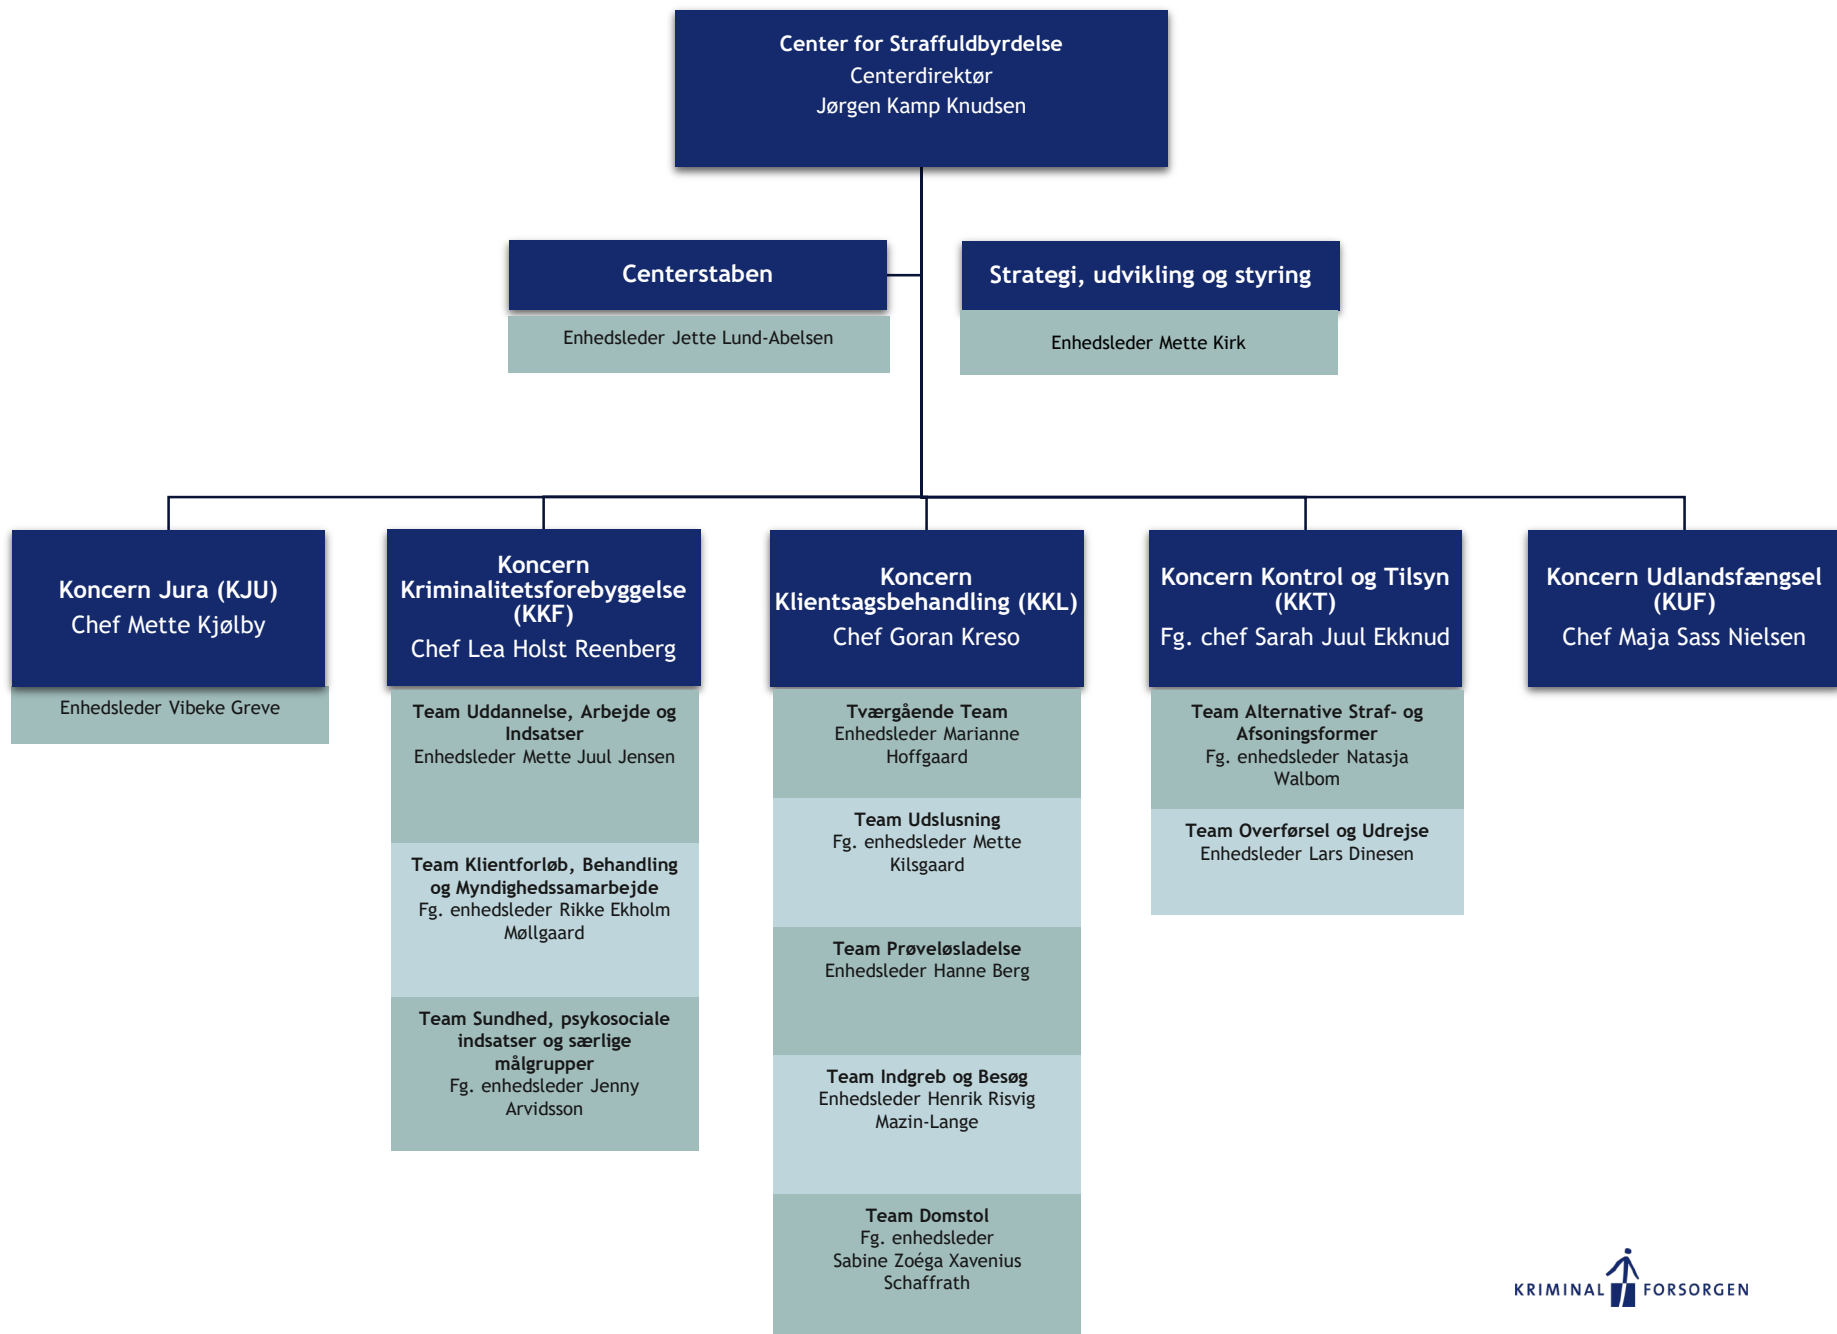 Center for Straffuldbyrdelse
Centerdirektør
Jørgen Kamp Knudsen
Centerstaben
Enhedsleder Jette Lund-Abelsen
Strategi, udvikling og styring
Enhedsleder Mette Kirk
Koncern Jura (KJU)
Chef Mette Kjølby
Enhedsleder Vibeke Greve
Koncern
Kriminalitetsforebyggelse
(KKF)
Chef Lea Holst Reenberg
Team Uddannelse, Arbejde og
Indsatser
Enhedsleder Mette Juul Jensen
Team Klientforløb, Behandling
og Myndighedssamarbejde
Fg. enhedsleder Rikke Ekholm
Møllgaard
Team Sundhed, psykosociale
indsatser og særlige
målgrupper
Fg. enhedsleder Jenny
Arvidsson
Koncern
Klientsagsbehandling (KKL)
Chef Goran Kreso
Tværgående Team
Enhedsleder Marianne
Hoffgaard
Team Udslusning
Fg. enhedsleder Mette
Kilsgaard
Team Prøveløsladelse
Enhedsleder Hanne Berg
Team Indgreb og Besøg
Enhedsleder Henrik Risvig
Mazin-Lange
Team Domstol
Fg. enhedsleder
Sabine Zoéga Xavenius
Schaffrath
Koncern Kontrol og Tilsyn
(KKT)
Fg. chef Sarah Juul Ekknud
Team Alternative Straf- og
Afsoningsformer
Fg. enhedsleder Natasja
Walbom
Team Overførsel og Udrejse
Enhedsleder Lars Dinesen
Koncern Udlandsfængsel
(KUF)
Chef Maja Sass Nielsen
KRIMINAL FORSORGEN